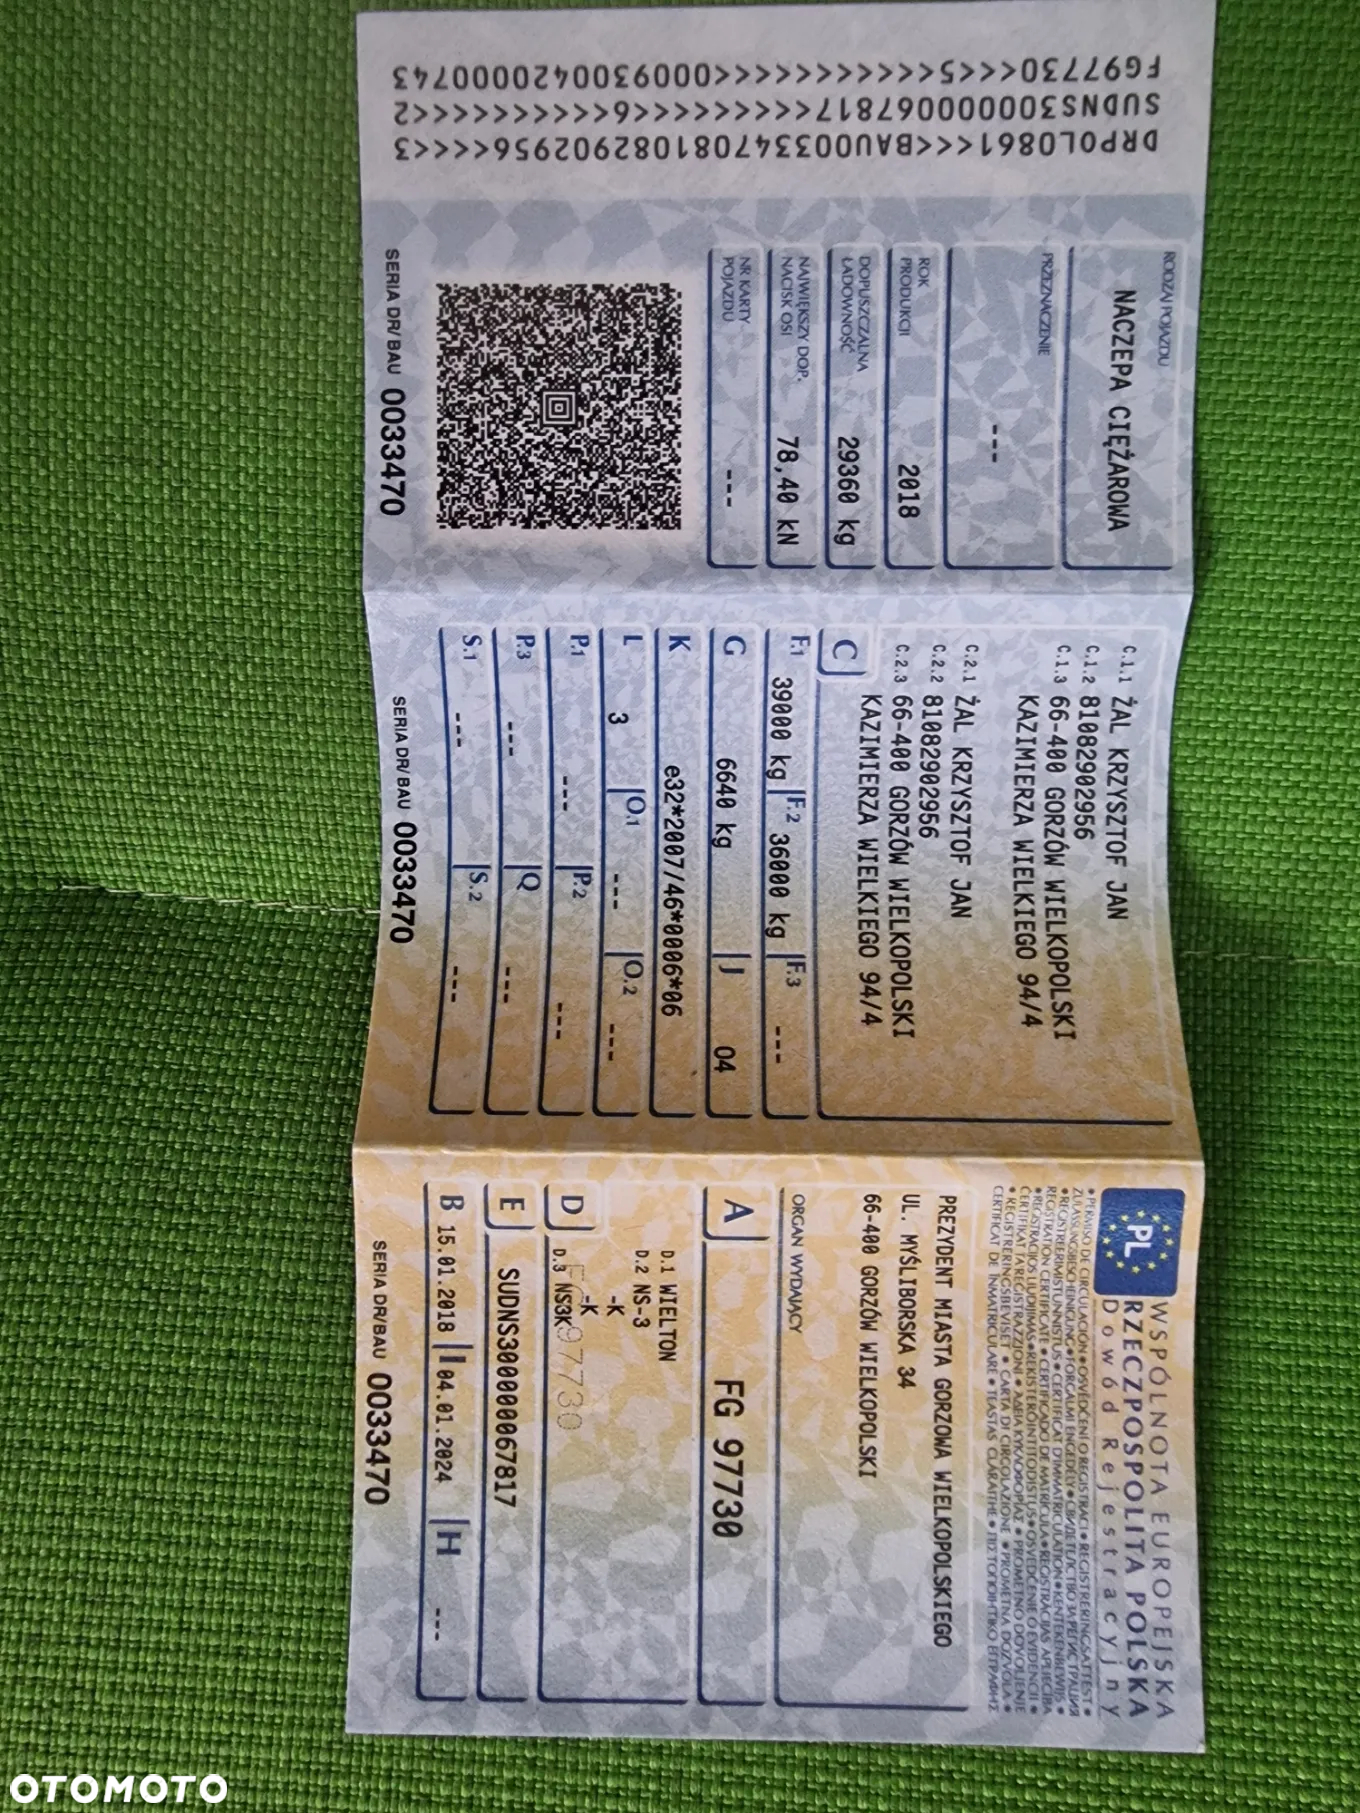 WSPÓLNOTA EUROPEJSKA
RZECZPOSPOLITA POLSKA
Dowód Rejestracyjny
PL
PREZYDENT MIASTA GORZOWA WIELKOPOLSKIEGO
UL. MYŚLIBORSKA 34
66-400 GORZÓW WIELKOPOLSKI
ORGAN WYDAJĄCY
A FG 97730
D.1 WIELTON
D.2 NS-3
-K
-K
D D.3 NS3K
FG 97730
E SUDNS300000067817
B 15.01.2018 I 04.01.2024 H ---
SERIA DR/BAU 0033470
C.1.1 ŻAL KRZYSZTOF JAN
C.1.2 81082902956
C.1.3 66-400 GORZÓW WIELKOPOLSKI
KAZIMIERZA WIELKIEGO 94/4
C.2.1 ŻAL KRZYSZTOF JAN
C.2.2 81082902956
C.2.3 66-400 GORZÓW WIELKOPOLSKI
KAZIMIERZA WIELKIEGO 94/4
C
F.1 39000 kg F.2 36000 kg F.3 ---
G 6640 kg J 04
K e32*2007/46*0006*06
L 3 O.1 --- O.2 ---
P.1 --- P.2 ---
P.3 --- Q ---
S.1 --- S.2 ---
SERIA DR/BAU 0033470
RODZAJ POJAZDU
NACZEPA CIĘŻAROWA
PRZEZNACZENIE
---
ROK
PRODUKCJI 2018
DOPUSZCZALNA
ŁADOWNOŚĆ 29360 kg
NAJWIĘKSZY DOP.
NACISK OSI 78,40 kN
NR KARTY
POJAZDU ---
SERIA DR/BAU 0033470
DRPOL0861<<BAU00334708108290295​6<<<<<3
SUDNS300000067817<<<<<<<<<6<<<<<<<<<<2
FG97730<<<5<<<<<<<<<<000930042000074​3
OTOMOTO